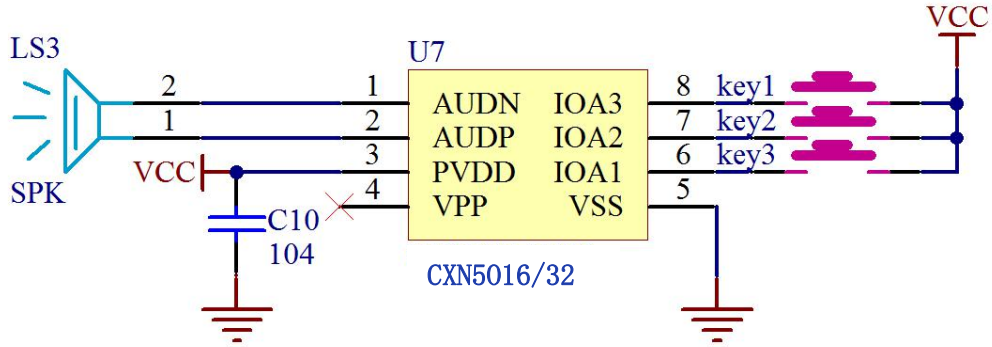 VCC
LS3
U7
2 1 8 key1
AUDN IOA3
1 2 7 key2
AUDP IOA2
VCC 3 6 key3
PVDD IOA1
4 5
SPK VPP VSS
C10
104
CXN5016/32